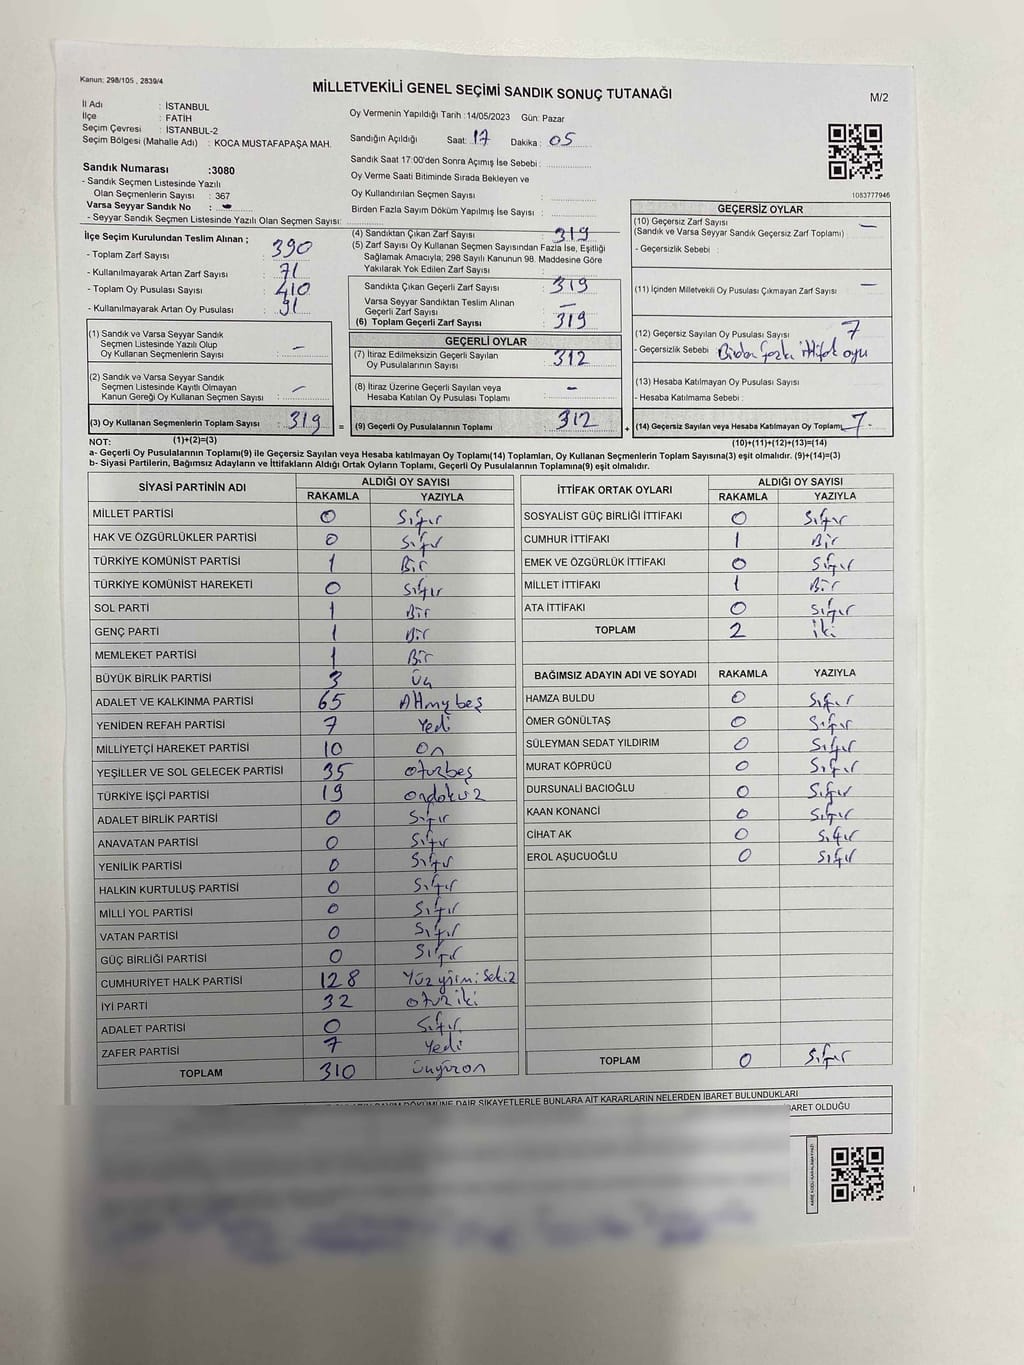 Kanun: 298/105 , 2839/4
MİLLETVEKİLİ GENEL SEÇİMİ SANDIK SONUÇ TUTANAĞI
M/2
İl Adı : İSTANBUL
İlçe : FATİH
Seçim Çevresi : İSTANBUL-2
Seçim Bölgesi (Mahalle Adı) : KOCA MUSTAFAPAŞA MAH.
Sandık Numarası :3080
- Sandık Seçmen Listesinde Yazılı
Olan Seçmenlerin Sayısı : 367
Varsa Seyyar Sandık No : -
- Seyyar Sandık Seçmen Listesinde Yazılı Olan Seçmen Sayısı:
Oy Vermenin Yapıldığı Tarih :14/05/2023 Gün: Pazar
Sandığın Açıldığı Saat: 17 Dakika : 05
Sandık Saat 17:00'den Sonra Açımış İse Sebebi :
Oy Verme Saati Bitiminde Sırada Bekleyen ve
Oy Kullandırılan Seçmen Sayısı :
Birden Fazla Sayım Döküm Yapılmış İse Sayısı :
1083777946
İlçe Seçim Kurulundan Teslim Alınan ;
- Toplam Zarf Sayısı : 390
- Kullanılmayarak Artan Zarf Sayısı : 71
- Toplam Oy Pusulası Sayısı : 410
- Kullanılmayarak Artan Oy Pusulası : 91
(1) Sandık ve Varsa Seyyar Sandık
Seçmen Listesinde Yazılı Olup
Oy Kullanan Seçmenlerin Sayısı : -
(2) Sandık ve Varsa Seyyar Sandık
Seçmen Listesinde Kayıtlı Olmayan
Kanun Gereği Oy Kullanan Seçmen Sayısı : -
(3) Oy Kullanan Seçmenlerin Toplam Sayısı : 319 =
(4) Sandıktan Çıkan Zarf Sayısı : 319
(5) Zarf Sayısı Oy Kullanan Seçmen Sayısından Fazla İse, Eşitliği
Sağlamak Amacıyla; 298 Sayılı Kanunun 98. Maddesine Göre
Yakılarak Yok Edilen Zarf Sayısı :
Sandıkta Çıkan Geçerli Zarf Sayısı : 319
Varsa Seyyar Sandıktan Teslim Alınan
Geçerli Zarf Sayısı : -
(6) Toplam Geçerli Zarf Sayısı : 319
GEÇERLİ OYLAR
(7) İtiraz Edilmeksizin Geçerli Sayılan
Oy Pusulalarının Sayısı : 312
(8) İtiraz Üzerine Geçerli Sayılan veya
Hesaba Katılan Oy Pusulası Toplamı : -
(9) Geçerli Oy Pusulalarının Toplamı : 312 +
GEÇERSİZ OYLAR
(10) Geçersiz Zarf Sayısı
(Sandık ve Varsa Seyyar Sandık Geçersiz Zarf Toplamı) : -
- Geçersizlik Sebebi :
(11) İçinden Milletvekili Oy Pusulası Çıkmayan Zarf Sayısı : -
(12) Geçersiz Sayılan Oy Pusulası Sayısı : 7
- Geçersizlik Sebebi : Birden fazla ittifak oyu
(13) Hesaba Katılmayan Oy Pusulası Sayısı :
- Hesaba Katılmama Sebebi :
(14) Geçersiz Sayılan veya Hesaba Katılmayan Oy Toplamı : 7
NOT: (1)+(2)=(3) (10)+(11)+(12)+(13)=(14)
a- Geçerli Oy Pusulalarının Toplamı(9) ile Geçersiz Sayılan veya Hesaba katılmayan Oy Toplamı(14) Toplamları, Oy Kullanan Seçmenlerin Toplam Sayısına(3) eşit olmalıdır. (9)+(14)=(3)
b- Siyasi Partilerin, Bağımsız Adayların ve İttifakların Aldığı Ortak Oyların Toplamı, Geçerli Oy Pusulalarının Toplamına(9) eşit olmalıdır.
SİYASİ PARTİNİN ADI ALDIĞI OY SAYISI
RAKAMLA YAZIYLA
MİLLET PARTİSİ 0 Sıfır
HAK VE ÖZGÜRLÜKLER PARTİSİ 0 Sıfır
TÜRKİYE KOMÜNİST PARTİSİ 1 Bir
TÜRKİYE KOMÜNİST HAREKETİ 0 Sıfır
SOL PARTİ 1 Bir
GENÇ PARTİ 1 Bir
MEMLEKET PARTİSİ 1 Bir
BÜYÜK BİRLİK PARTİSİ 3 Üç
ADALET VE KALKINMA PARTİSİ 65 Altmışbeş
YENİDEN REFAH PARTİSİ 7 Yedi
MİLLİYETÇİ HAREKET PARTİSİ 10 On
YEŞİLLER VE SOL GELECEK PARTİSİ 35 Otuzbeş
TÜRKİYE İŞÇİ PARTİSİ 19 Ondokuz
ADALET BİRLİK PARTİSİ 0 Sıfır
ANAVATAN PARTİSİ 0 Sıfır
YENİLİK PARTİSİ 0 Sıfır
HALKIN KURTULUŞ PARTİSİ 0 Sıfır
MİLLİ YOL PARTİSİ 0 Sıfır
VATAN PARTİSİ 0 Sıfır
GÜÇ BİRLİĞİ PARTİSİ 0 Sıfır
CUMHURİYET HALK PARTİSİ 128 Yüzyirmisekiz
İYİ PARTİ 32 Otuziki
ADALET PARTİSİ 0 Sıfır
ZAFER PARTİSİ 7 Yedi
TOPLAM 310 Üçyüzon
İTTİFAK ORTAK OYLARI ALDIĞI OY SAYISI
RAKAMLA YAZIYLA
SOSYALİST GÜÇ BİRLİĞİ İTTİFAKI 0 Sıfır
CUMHUR İTTİFAKI 1 Bir
EMEK VE ÖZGÜRLÜK İTTİFAKI 0 Sıfır
MİLLET İTTİFAKI 1 Bir
ATA İTTİFAKI 0 Sıfır
TOPLAM 2 İki
BAĞIMSIZ ADAYIN ADI VE SOYADI RAKAMLA YAZIYLA
HAMZA BULDU 0 Sıfır
ÖMER GÖNÜLTAŞ 0 Sıfır
SÜLEYMAN SEDAT YILDIRIM 0 Sıfır
MURAT KÖPRÜCÜ 0 Sıfır
DURSUNALİ BACIOĞLU 0 Sıfır
KAAN KONANCİ 0 Sıfır
CİHAT AK 0 Sıfır
EROL AŞUCUOĞLU 0 Sıfır
TOPLAM 0 Sıfır
DÖKÜMÜNE DAİR ŞİKAYETLERLE BUNLARA AİT KARARLARIN NELERDEN İBARET BULUNDUKLARI
İBARET OLDUĞU